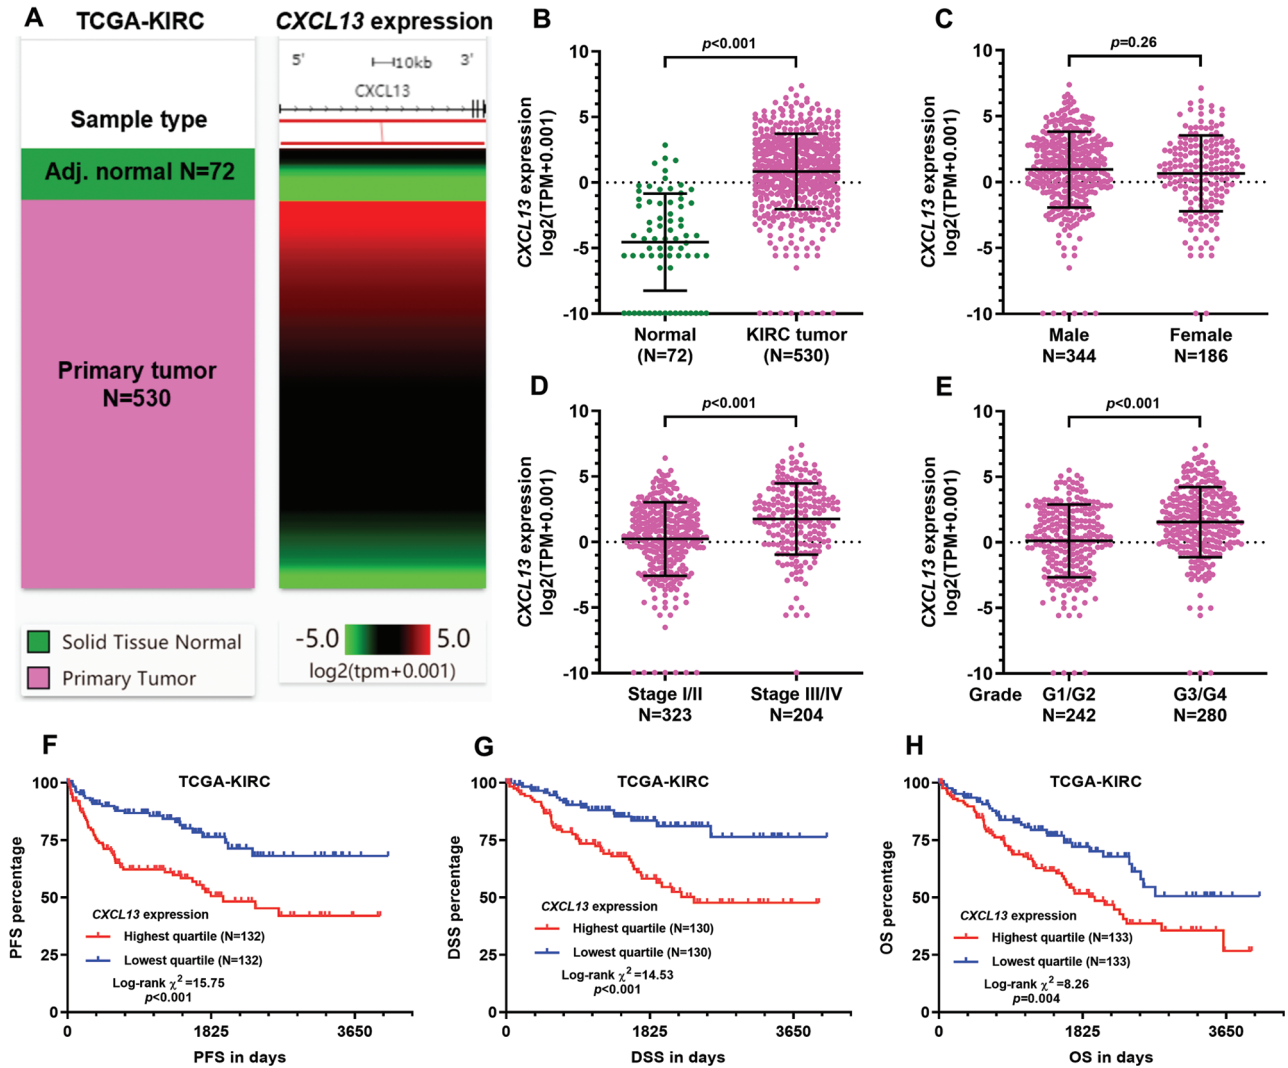 A
TCGA-KIRC
CXCL13 expression
5'
10kb
3'
CXCL13
Sample type
Adj. normal N=72
Primary tumor
N=530
Solid Tissue Normal
Primary Tumor
-5.0
5.0
log2(tpm+0.001)
B
p<0.001
CXCL13 expression
log2(TPM+0.001)
10
5
0
-5
-10
Normal
(N=72)
KIRC tumor
(N=530)
C
p=0.26
CXCL13 expression
log2(TPM+0.001)
10
5
0
-5
-10
Male
N=344
Female
N=186
D
p<0.001
CXCL13 expression
log2(TPM+0.001)
10
5
0
-5
-10
Stage I/II
N=323
Stage III/IV
N=204
E
p<0.001
CXCL13 expression
log2(TPM+0.001)
10
5
0
-5
-10
Grade
G1/G2
N=242
G3/G4
N=280
F
TCGA-KIRC
PFS percentage
100
75
50
25
0
CXCL13 expression
Highest quartile (N=132)
Lowest quartile (N=132)
Log-rank χ2 =15.75
p<0.001
0
1825
3650
PFS in days
G
TCGA-KIRC
DSS percentage
100
75
50
25
0
CXCL13 expression
Highest quartile (N=130)
Lowest quartile (N=130)
Log-rank χ2 =14.53
p<0.001
0
1825
3650
DSS in days
H
TCGA-KIRC
OS percentage
100
75
50
25
0
CXCL13 expression
Highest quartile (N=133)
Lowest quartile (N=133)
Log-rank χ2 =8.26
p=0.004
0
1825
3650
OS in days